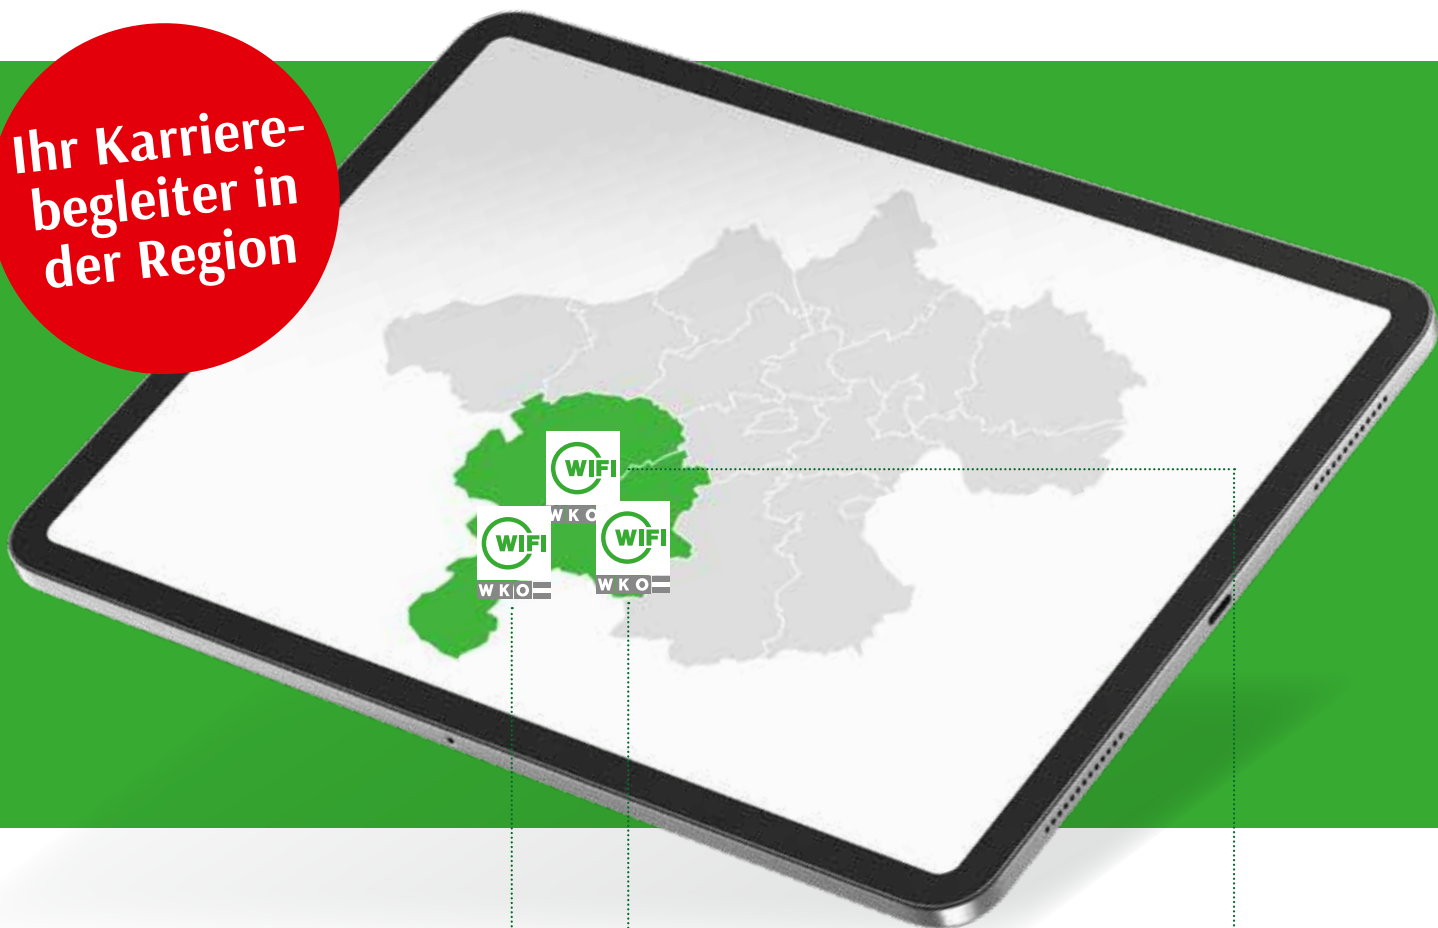 Ihr Karriere-
begleiter in
der Region
WIFI
WKO
WIFI
WKO
WIFI
WKO